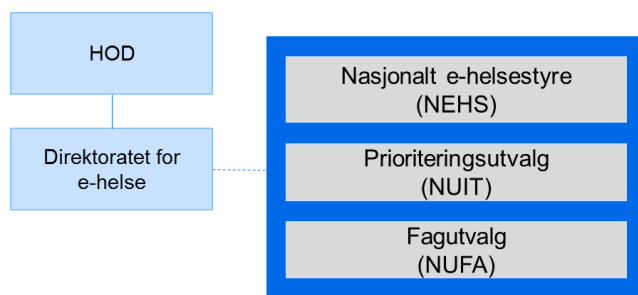 HOD
Direktoratet for
e-helse
Nasjonalt e-helsestyre
(NEHS)
Prioriteringsutvalg
(NUIT)
Fagutvalg
(NUFA)